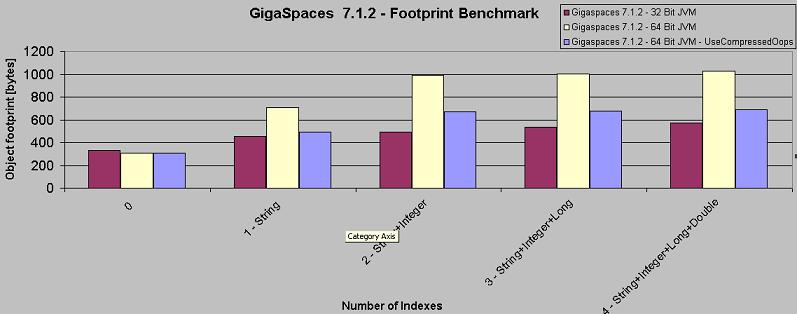 GigaSpaces 7.1.2 - Footprint Benchmark
Gigaspaces 7.1.2 - 32 Bit JVM
Gigaspaces 7.1.2 - 64 Bit JVM
Gigaspaces 7.1.2 - 64 Bit JVM - UseCompressedOops
Object footprint [bytes]
1200
1000
800
600
400
200
0
0
1 - String
2 - String+Integer
3 - String+Integer+Long
4 - String+Integer+Long+Double
Category Axis
Number of Indexes